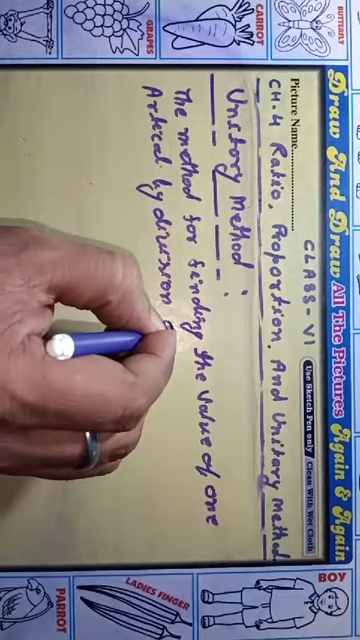 Draw And Draw All The Pictures Again & Again
CLASS - VI
Use Sketch Pen only
Clean With Wet Cloth
Picture Name
CH. 4 Ratio, Proportion And Unitary Method
Unitary Method :
The method for finding the value of one
Artical by divission
GRAPES
CARROT
BUTTERFLY
PARROT
LADIES FINGER
BOY